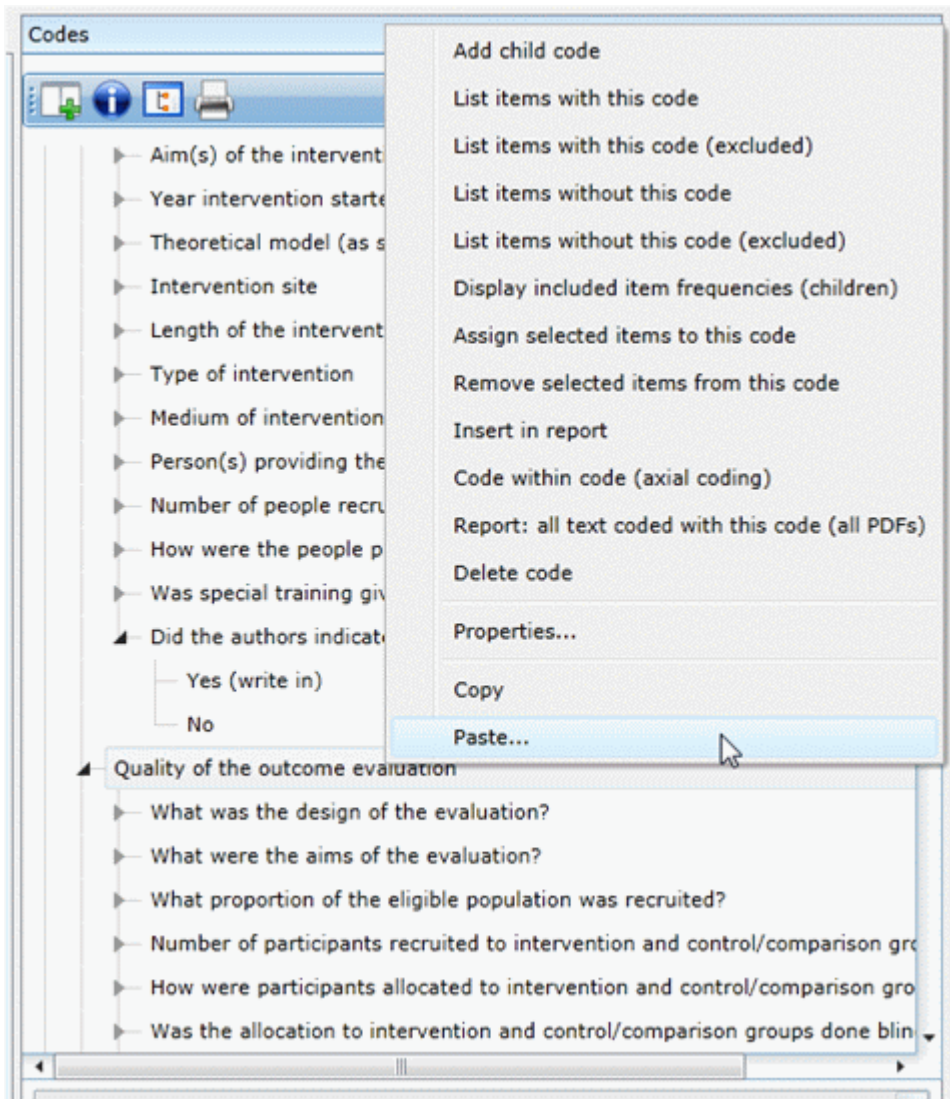 Codes
Add child code
List items with this code
List items with this code (excluded)
List items without this code
List items without this code (excluded)
Display included item frequencies (children)
Assign selected items to this code
Remove selected items from this code
Insert in report
Code within code (axial coding)
Report: all text coded with this code (all PDFs)
Delete code
Properties...
Copy
Paste...
Aim(s) of the intervent
Year intervention starte
Theoretical model (as s
Intervention site
Length of the intervent
Type of intervention
Medium of intervention
Person(s) providing the
Number of people recru
How were the people p
Was special training giv
Did the authors indicat
Yes (write in)
No
Quality of the outcome evaluation
What was the design of the evaluation?
What were the aims of the evaluation?
What proportion of the eligible population was recruited?
Number of participants recruited to intervention and control/comparison gro
How were participants allocated to intervention and control/comparison gro
Was the allocation to intervention and control/comparison groups done blin